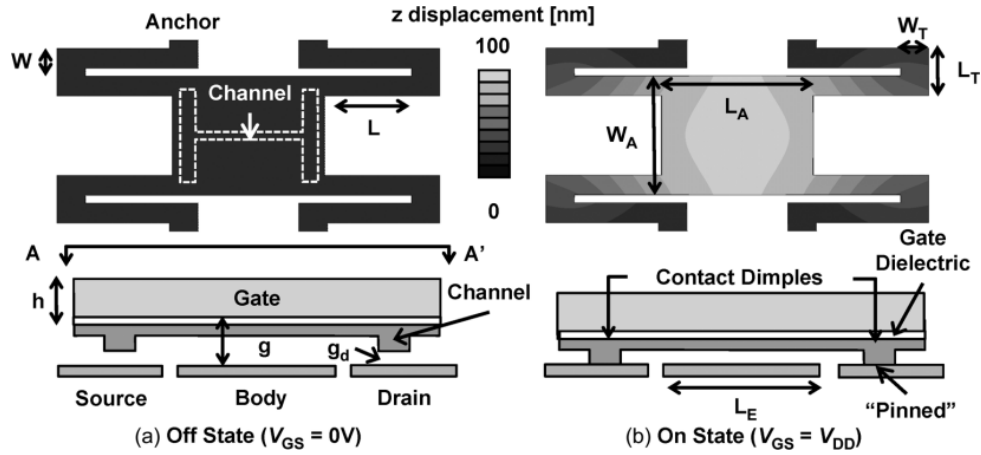 z displacement [nm]
Anchor
W
100
0
Channel
L
W_T
L_T
L_A
W_A
A
A'
h
Gate
Channel
g
g_d
Source
Body
Drain
(a) Off State (V_GS = 0V)
Gate
Dielectric
Contact Dimples
L_E
"Pinned"
(b) On State (V_GS = V_DD)